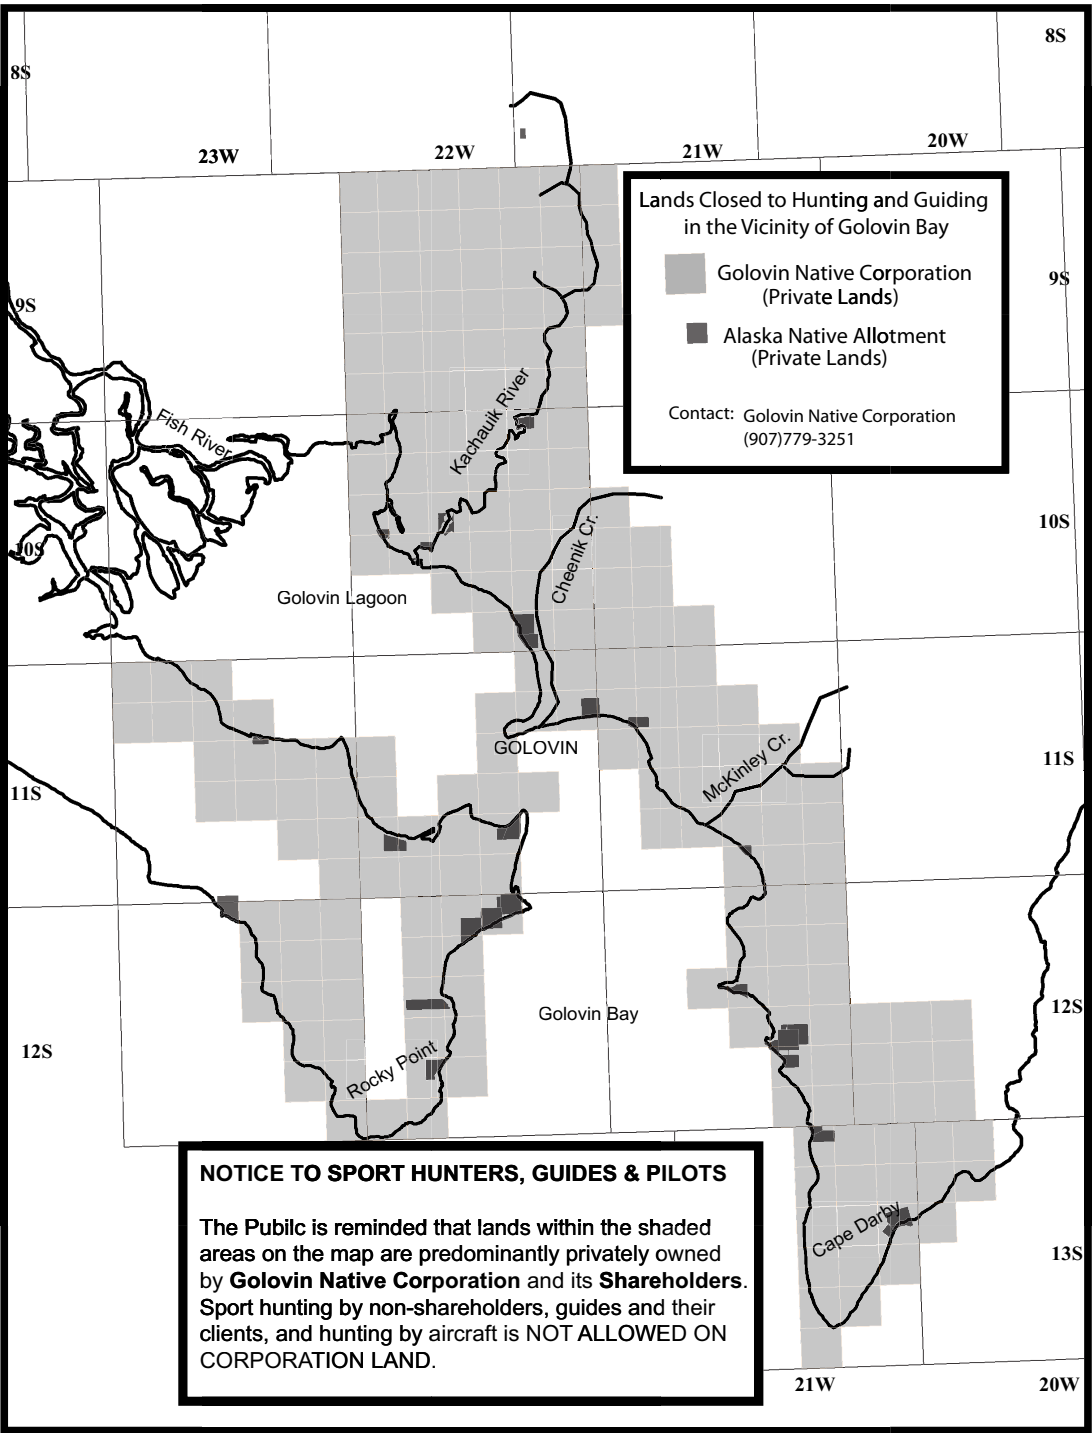 8S
8S
23W
22W
21W
20W
Lands Closed to Hunting and Guiding
in the Vicinity of Golovin Bay
Golovin Native Corporation
(Private Lands)
Alaska Native Allotment
(Private Lands)
Contact: Golovin Native Corporation
(907)779-3251
9S
9S
Fish River
Kachauik River
10S
10S
Cheenik Cr.
Golovin Lagoon
GOLOVIN
McKinley Cr.
11S
11S
Golovin Bay
12S
12S
Rocky Point
Cape Darby
13S
NOTICE TO SPORT HUNTERS, GUIDES & PILOTS
The Pubilc is reminded that lands within the shaded
areas on the map are predominantly privately owned
by Golovin Native Corporation and its Shareholders.
Sport hunting by non-shareholders, guides and their
clients, and hunting by aircraft is NOT ALLOWED ON
CORPORATION LAND.
21W
20W